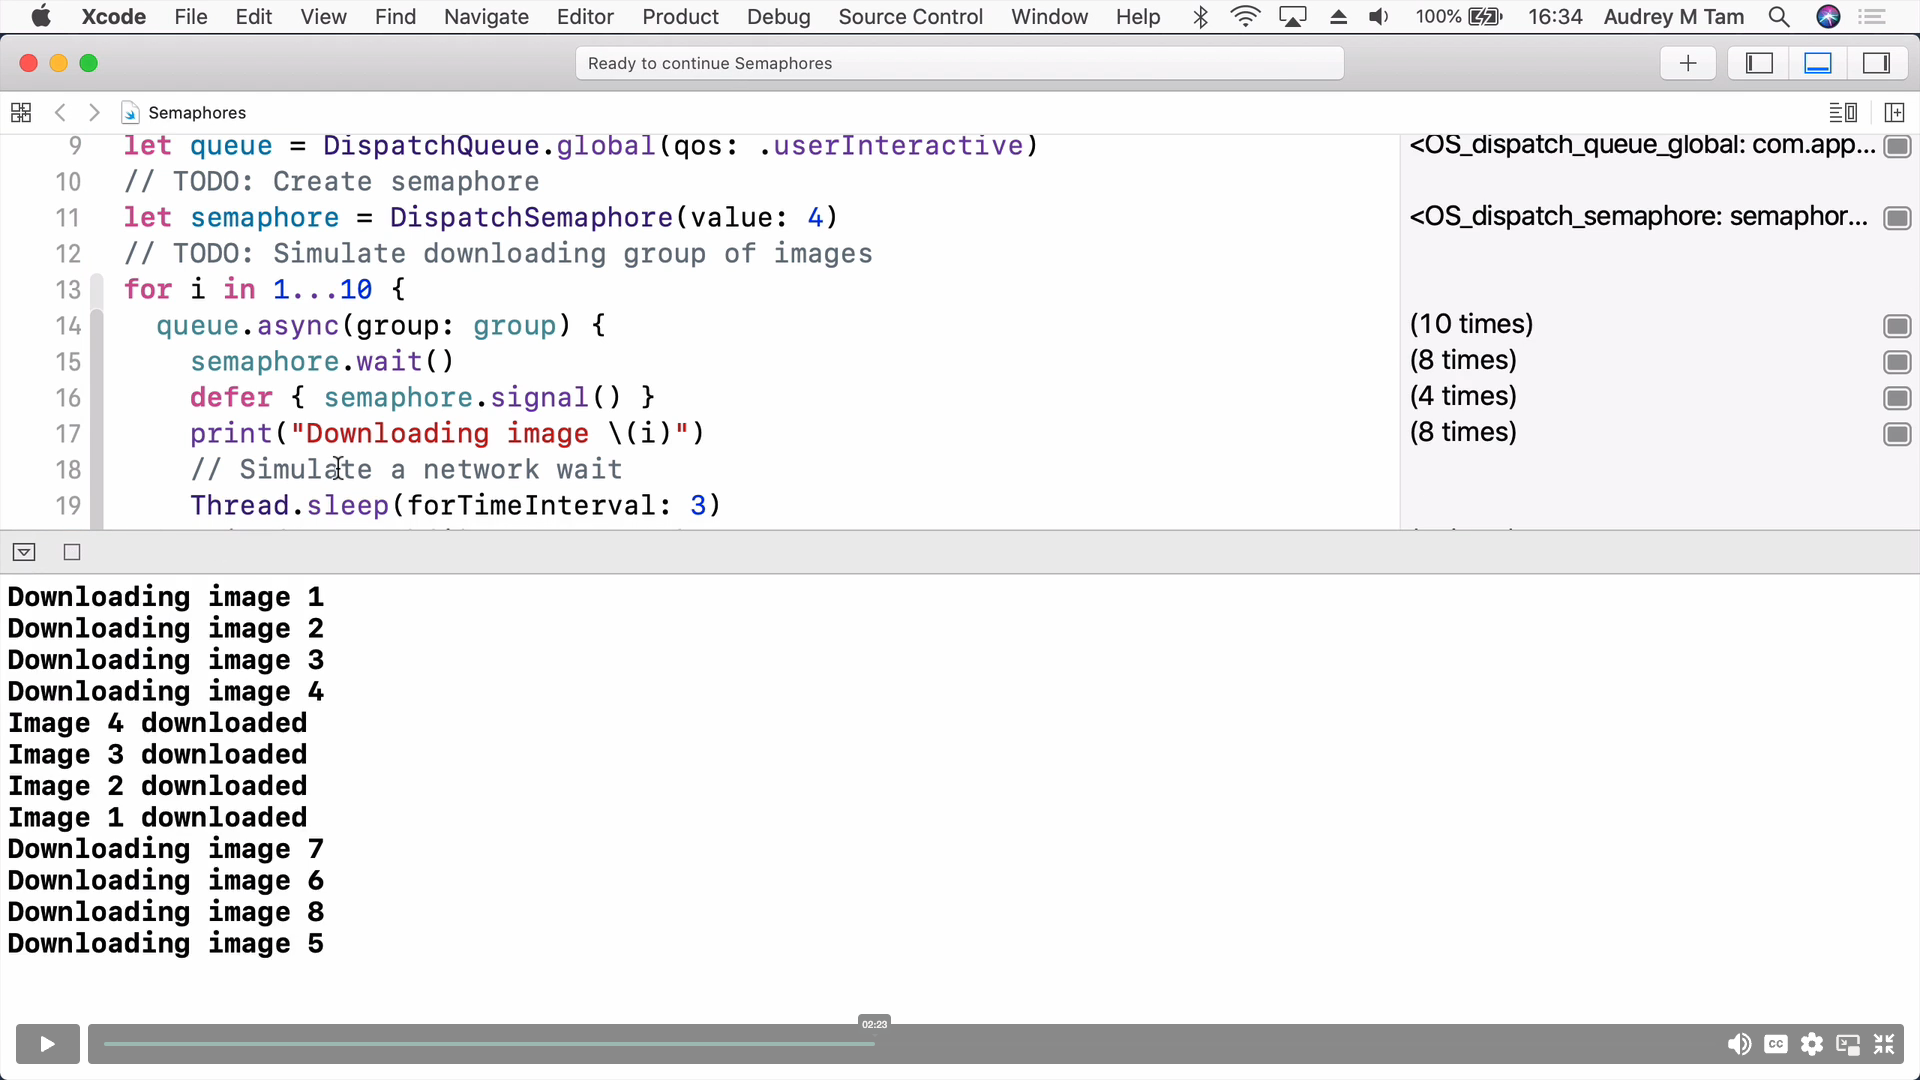 Xcode File Edit View Find Navigate Editor Product Debug Source Control Window Help 100% 16:34 Audrey M Tam
Ready to continue Semaphores
Semaphores
9 let queue = DispatchQueue.global(qos: .userInteractive) <OS_dispatch_queue_global: com.app...
10 // TODO: Create semaphore
11 let semaphore = DispatchSemaphore(value: 4) <OS_dispatch_semaphore: semaphor...
12 // TODO: Simulate downloading group of images
13 for i in 1...10 {
14 queue.async(group: group) { (10 times)
15 semaphore.wait() (8 times)
16 defer { semaphore.signal() } (4 times)
17 print("Downloading image \(i)") (8 times)
18 // Simulate a network wait
19 Thread.sleep(forTimeInterval: 3)
Downloading image 1
Downloading image 2
Downloading image 3
Downloading image 4
Image 4 downloaded
Image 3 downloaded
Image 2 downloaded
Image 1 downloaded
Downloading image 7
Downloading image 6
Downloading image 8
Downloading image 5
02:23
CC